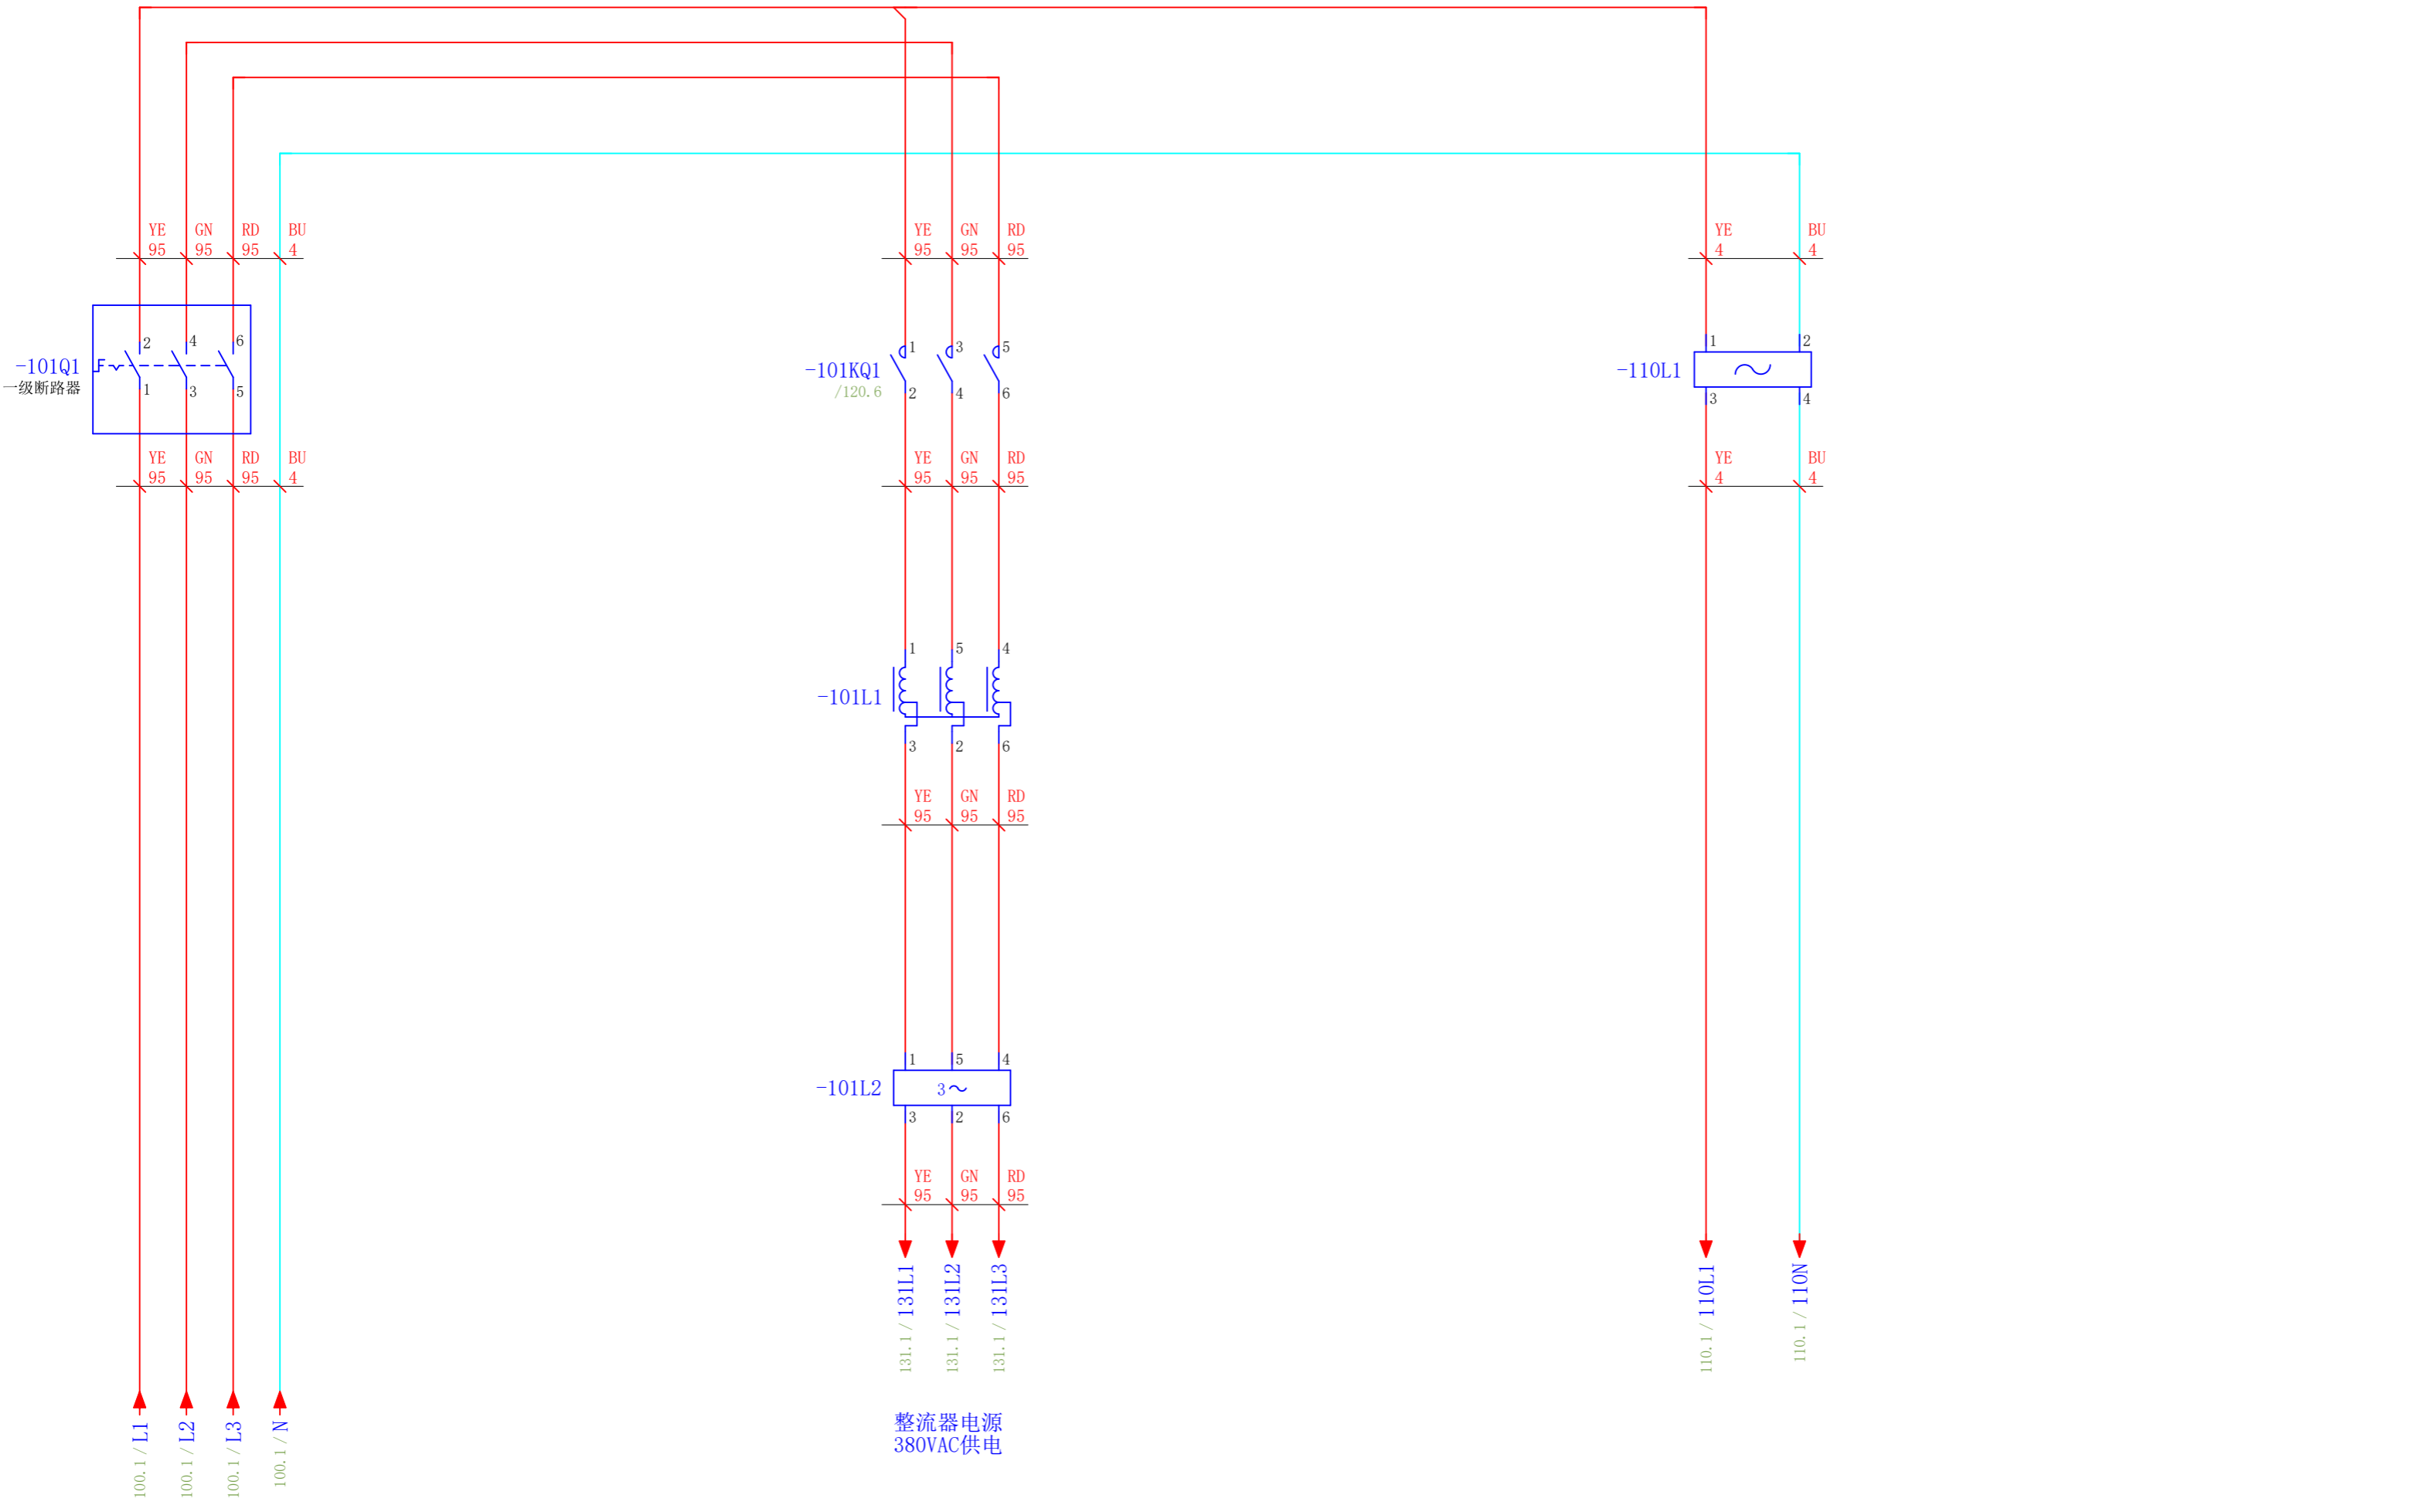 YE GN RD BU
95 95 95 4
YE GN RD
95 95 95
YE BU
4 4
2 4 6
-101Q1
一级断路器
1 3 5
1 3 5
-101KQ1
/120.6
2 4 6
1 2
-110L1
3 4
YE GN RD BU
95 95 95 4
YE GN RD
95 95 95
YE BU
4 4
1 5 4
-101L1
3 2 6
YE GN RD
95 95 95
1 5 4
-101L2
3~
3 2 6
YE GN RD
95 95 95
131.1 / 131L1
131.1 / 131L2
131.1 / 131L3
110.1 / 110L1
110.1 / 110N
100.1 / L1
100.1 / L2
100.1 / L3
100.1 / N
整流器电源
380VAC供电